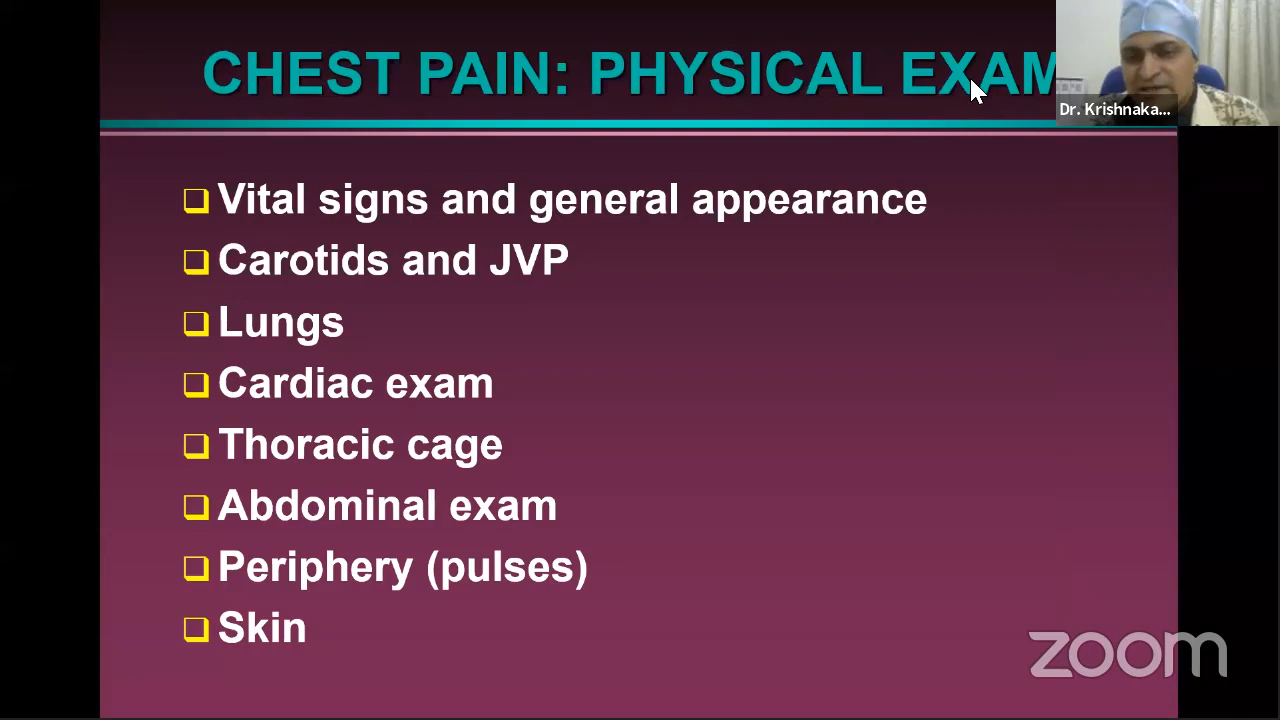 CHEST PAIN: PHYSICAL EXAM
Dr. Krishnaka...
Vital signs and general appearance
Carotids and JVP
Lungs
Cardiac exam
Thoracic cage
Abdominal exam
Periphery (pulses)
Skin
zoom